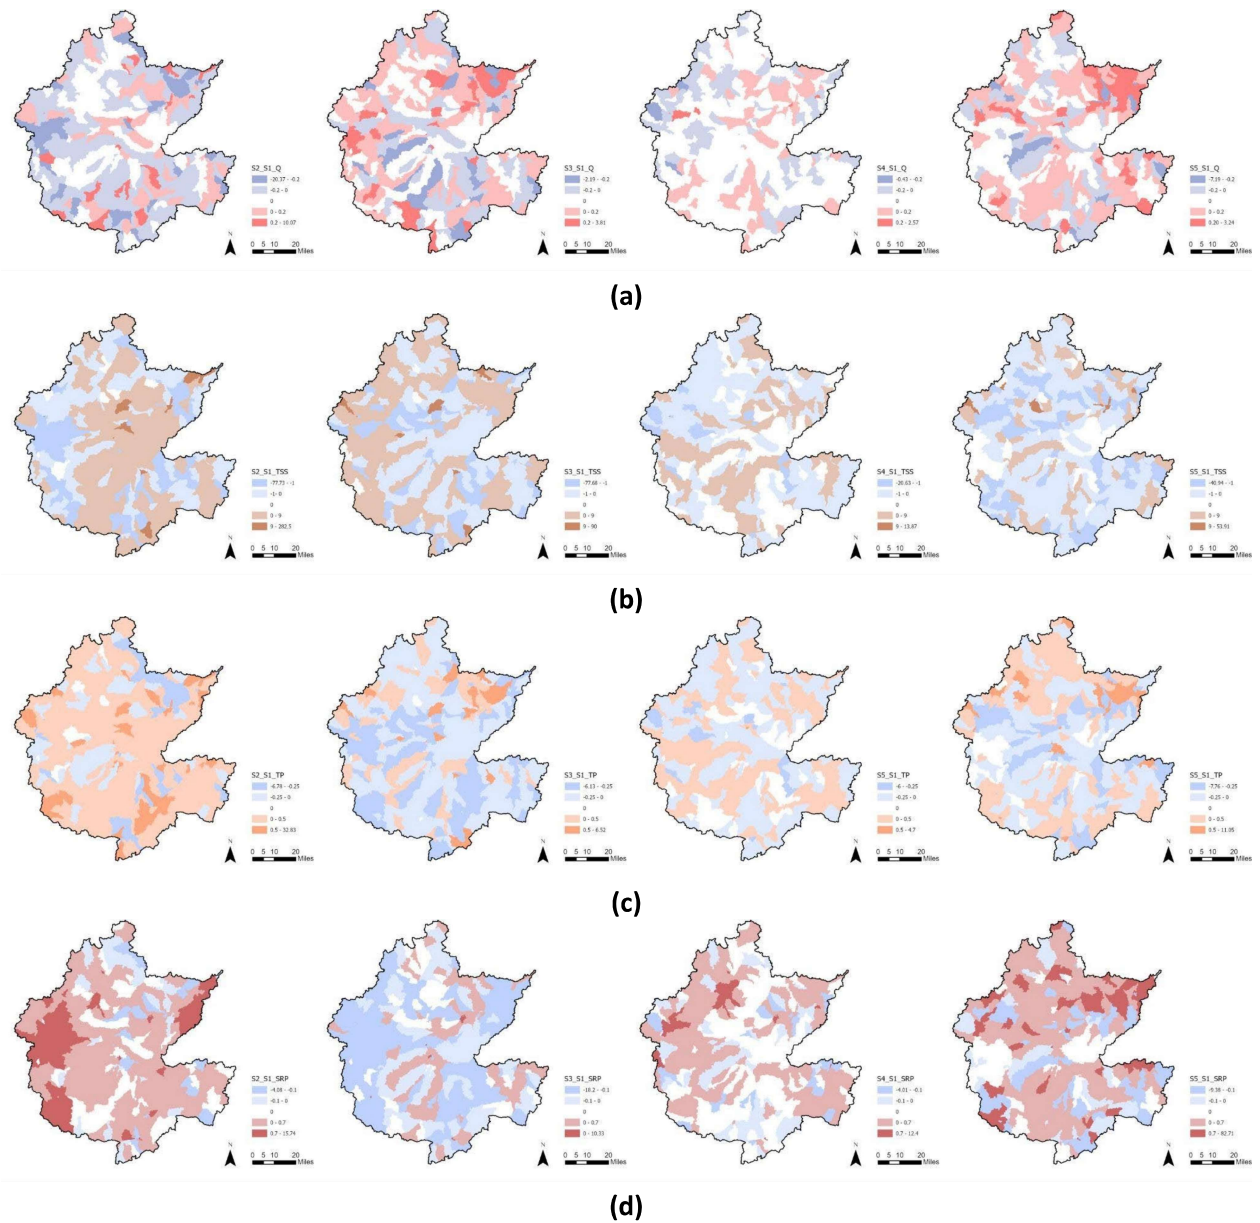 S2_S1_Q
-20.37 - -0.2
-0.2 - 0
0
0 - 0.2
0.2 - 10.07
N
0 5 10 20
Miles
S3_S1_Q
-2.19 - -0.2
-0.2 - 0
0
0 - 0.2
0.2 - 3.01
N
0 5 10 20
Miles
S4_S1_Q
-0.43 - -0.2
-0.2 - 0
0
0 - 0.2
0.2 - 2.57
N
0 5 10 20
Miles
S5_S1_Q
-7.19 - -0.2
-0.2 - 0
0
0 - 0.2
0.20 - 3.24
N
0 5 10 20
Miles
(a)
S2_S1_TSS
-77.73 - -1
-1 - 0
0
0 - 9
9 - 282.5
N
0 5 10 20
Miles
S3_S1_TSS
-77.68 - -1
-1 - 0
0
0 - 9
9 - 90
N
0 5 10 20
Miles
S4_S1_TSS
-20.03 - -1
-1 - 0
0
0 - 9
9 - 13.87
N
0 5 10 20
Miles
S5_S1_TSS
-40.94 - -1
-1 - 0
0
0 - 9
9 - 53.91
N
0 5 10 20
Miles
(b)
S2_S1_TP
-6.78 - -0.25
-0.25 - 0
0
0 - 0.5
0.5 - 32.83
N
0 5 10 20
Miles
S3_S1_TP
-6.13 - -0.25
-0.25 - 0
0
0 - 0.5
0.5 - 6.52
N
0 5 10 20
Miles
S5_S1_TP
-6 - -0.25
-0.25 - 0
0
0 - 0.5
0.5 - 4.7
N
0 5 10 20
Miles
S5_S1_TP
-7.76 - -0.25
-0.25 - 0
0
0 - 0.5
0.5 - 11.05
N
0 5 10 20
Miles
(c)
S2_S1_SRP
-4.08 - -0.1
-0.1 - 0
0
0 - 0.7
0.7 - 15.74
N
0 5 10 20
Miles
S3_S1_SRP
-10.2 - -0.1
-0.1 - 0
0
0 - 0.7
0 - 10.33
N
0 5 10 20
Miles
S4_S1_SRP
-4.01 - -0.1
-0.1 - 0
0
0 - 0.7
0.7 - 12.4
N
0 5 10 20
Miles
S5_S1_SRP
-0.1
-0.1 - 0
0
0 - 0.7
0.7 - 82.71
N
0 5 10 20
Miles
(d)